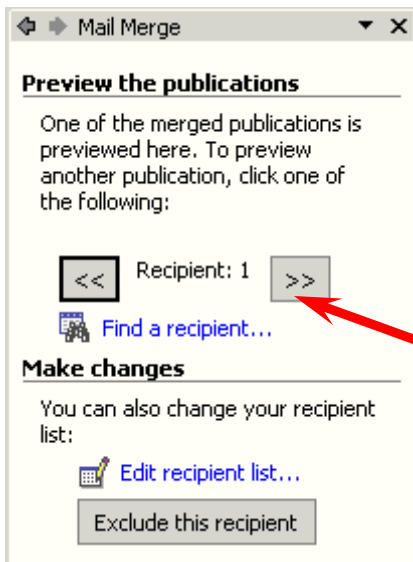 Mail Merge
Preview the publications
One of the merged publications is
previewed here. To preview
another publication, click one of
the following:
<< Recipient: 1 >>
Find a recipient...
Make changes
You can also change your recipient
list:
Edit recipient list...
Exclude this recipient